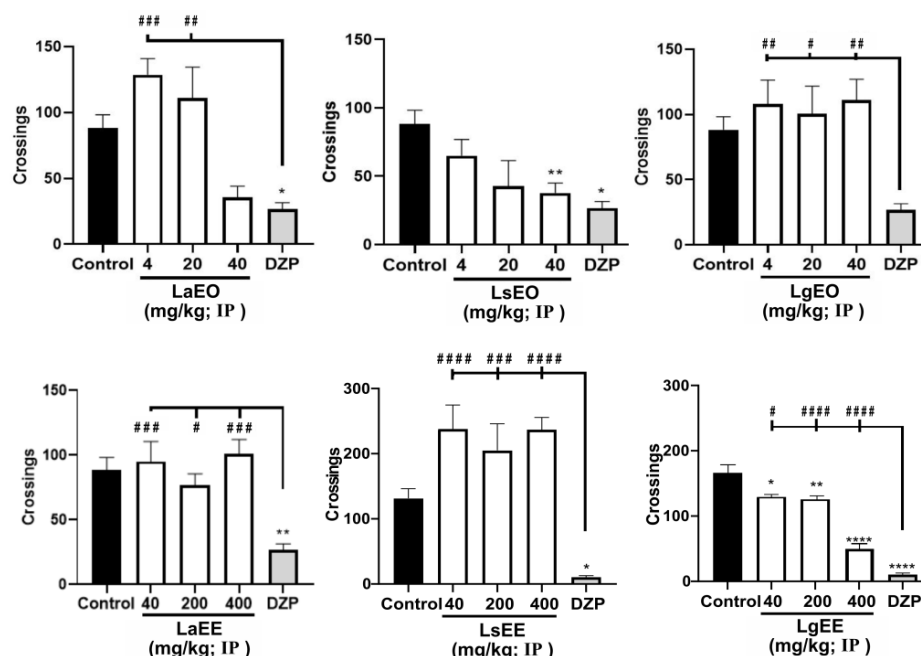 ### ##
150
100
50
0
Crossings
*
Control 4 20 40 DZP
LaEO
(mg/kg; IP )
150
100
50
0
Crossings
** *
Control 4 20 40 DZP
LsEO
(mg/kg; IP )
## # ##
150
100
50
0
Crossings
Control 4 20 40 DZP
LgEO
(mg/kg; IP )
150
100
50
0
Crossings
### # ###
**
Control 40 200 400 DZP
LaEE
(mg/kg; IP )
#### ### ####
300
200
100
0
Crossings
*
Control 40 200 400 DZP
LsEE
(mg/kg; IP )
300
200
100
0
Crossings
# #### ####
* ** **** ****
Control 40 200 400 DZP
LgEE
(mg/kg; IP )